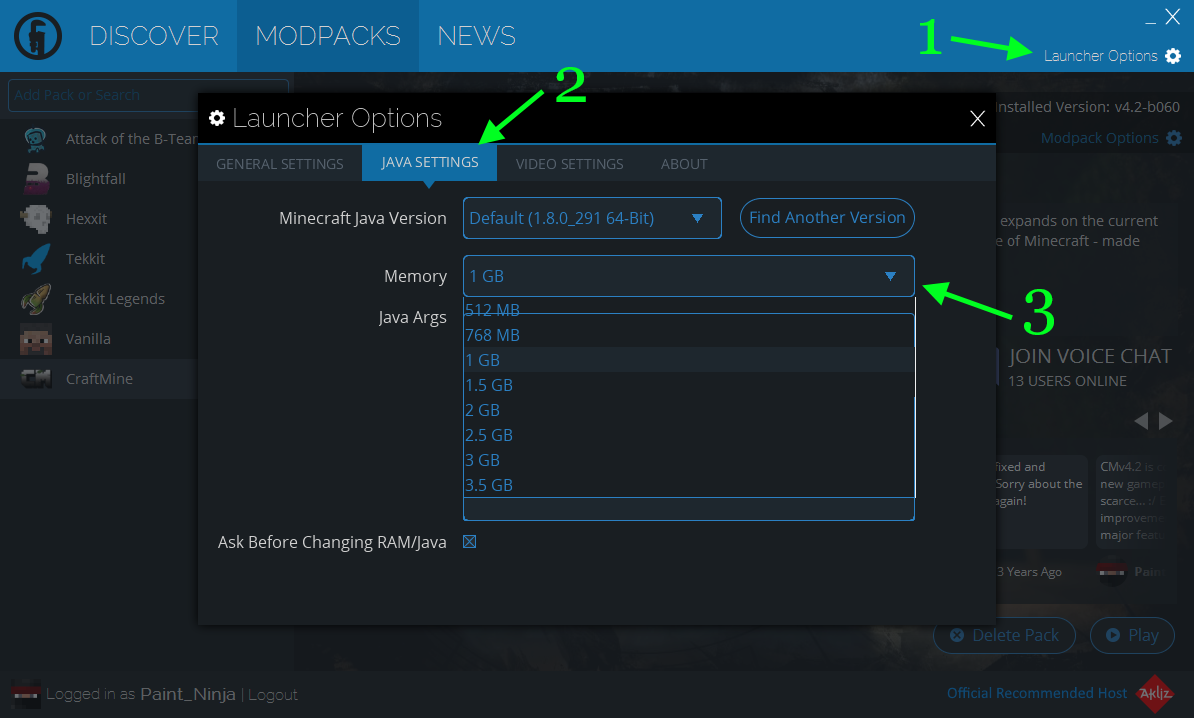 DISCOVER
MODPACKS
NEWS
1
Launcher Options
2
Add Pack or Search
Launcher Options
Installed Version: v4.2-b060
Modpack Options
Attack of the B-Tea
Blightfall
Hexxit
Tekkit
Tekkit Legends
Vanilla
CraftMine
GENERAL SETTINGS
JAVA SETTINGS
VIDEO SETTINGS
ABOUT
Minecraft Java Version
Default (1.8.0_291 64-Bit)
Find Another Version
expands on the current
e of Minecraft - made
Memory
1 GB
3
Java Args
512 MB
768 MB
1 GB
1.5 GB
2 GB
2.5 GB
3 GB
3.5 GB
JOIN VOICE CHAT
13 USERS ONLINE
fixed and
Sorry about the
again!
CMv4.2 is
new game
scarce... :/
improveme
major feat
Ask Before Changing RAM/Java
3 Years Ago
Pain
Delete Pack
Play
Logged in as Paint_Ninja | Logout
Official Recommended Host
Akliz